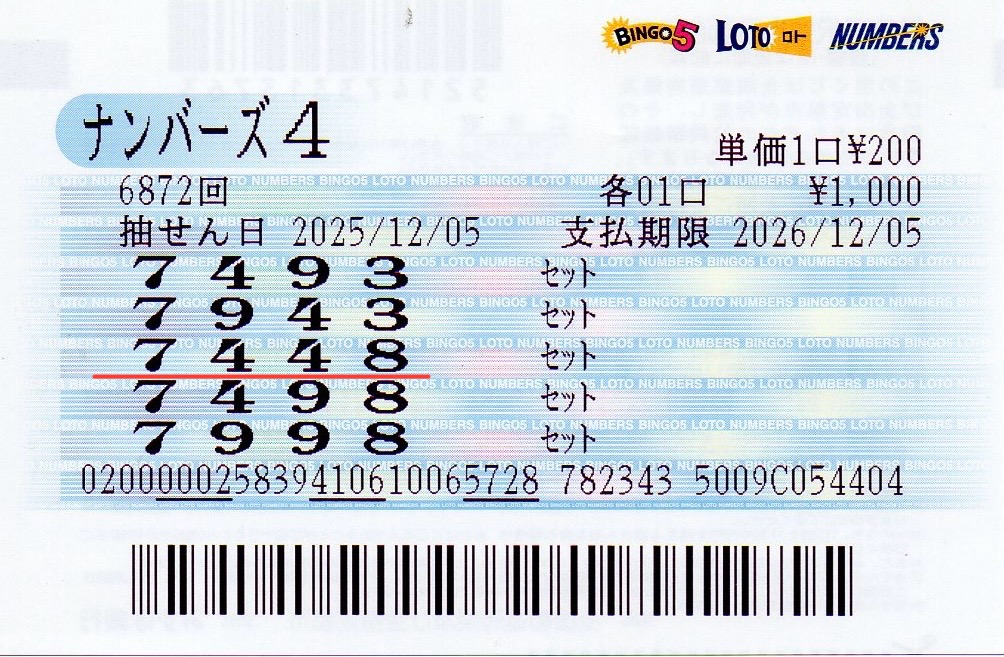 BINGO5 LOTO ロト NUMBERS
ナンバーズ4
単価1口¥200
6872回 各01口 ¥1,000
抽せん日 2025/12/05 支払期限 2026/12/05
7 4 9 3 セット
7 9 4 3 セット
7 4 4 8 セット
7 4 9 8 セット
7 9 9 8 セット
020000025839410610065728 782343 5009C054404